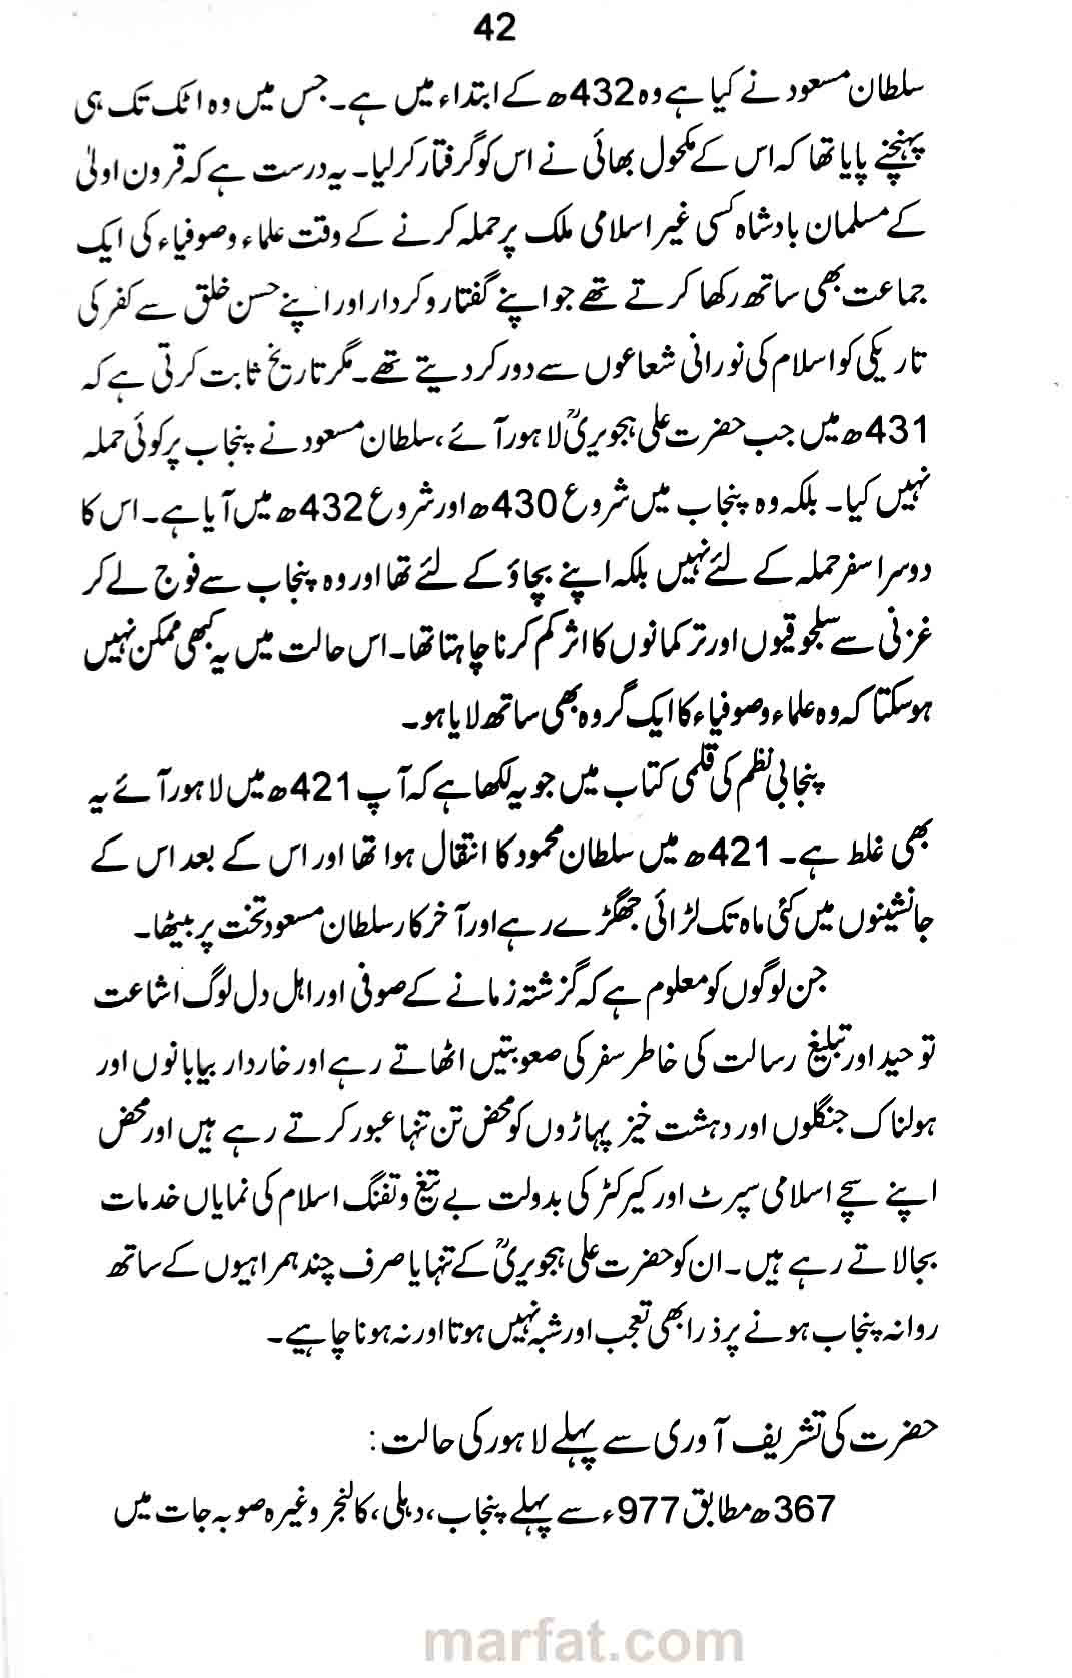 42
سلطان مسعود نے کیا ہے وہ 432ھ کے ابتداء میں ہے۔ جس میں وہ اٹک تک ہی
پہنچنے پایا تھا کہ اس کے مکحول بھائی نے اس کو گرفتار کر لیا۔ یہ درست ہے کہ قرون اولیٰ
کے مسلمان بادشاہ کسی غیر اسلامی ملک پر حملہ کرنے کے وقت علماء و صوفیاء کی ایک
جماعت بھی ساتھ رکھا کرتے تھے جو اپنے گفتار و کردار اور اپنے حسن خلق سے کفر کی
تاریکی کو اسلام کی نورانی شعاعوں سے دور کر دیتے تھے۔ مگر تاریخ ثابت کرتی ہے کہ
431ھ میں جب حضرت علی ہجویریؒ لاہور آئے، سلطان مسعود نے پنجاب پر کوئی حملہ
نہیں کیا۔ بلکہ وہ پنجاب میں شروع 430ھ اور شروع 432ھ میں آیا ہے۔ اس کا
دوسرا سفر حملہ کے لئے نہیں بلکہ اپنے بچاؤ کے لئے تھا اور وہ پنجاب سے فوج لے کر
غزنی سے سلجوقیوں اور ترکمانوں کا اثر کم کرنا چاہتا تھا۔ اس حالت میں یہ کبھی ممکن نہیں
ہو سکتا کہ وہ علماء و صوفیاء کا ایک گروہ بھی ساتھ لایا ہو۔
پنجابی نظم کی قلمی کتاب میں جو یہ لکھا ہے کہ آپ 421ھ میں لاہور آئے یہ
بھی غلط ہے۔ 421ھ میں سلطان محمود کا انتقال ہوا تھا اور اس کے بعد اس کے
جانشینوں میں کئی ماہ تک لڑائی جھگڑے رہے اور آخر کار سلطان مسعود تخت پر بیٹھا۔
جن لوگوں کو معلوم ہے کہ گزشتہ زمانے کے صوفی اور اہل دل لوگ اشاعت
توحید اور تبلیغ رسالت کی خاطر سفر کی صعوبتیں اٹھاتے رہے اور خاردار بیابانوں اور
ہولناک جنگلوں اور دہشت خیز پہاڑوں کو محض تن تنہا عبور کرتے رہے ہیں اور محض
اپنے سچے اسلامی سپرٹ اور کیرکٹر کی بدولت بے تیغ و تفنگ اسلام کی نمایاں خدمات
بجالاتے رہے ہیں۔ ان کو حضرت علی ہجویریؒ کے تنہا یا صرف چند ہمراہیوں کے ساتھ
روانہ پنجاب ہونے پر ذرا بھی تعجب اور شبہ نہیں ہوتا اور نہ ہونا چاہیے۔
حضرت کی تشریف آوری سے پہلے لاہور کی حالت:
367ھ مطابق 977ء سے پہلے پنجاب، دہلی، کالنجر وغیرہ صوبہ جات میں
marfat.com